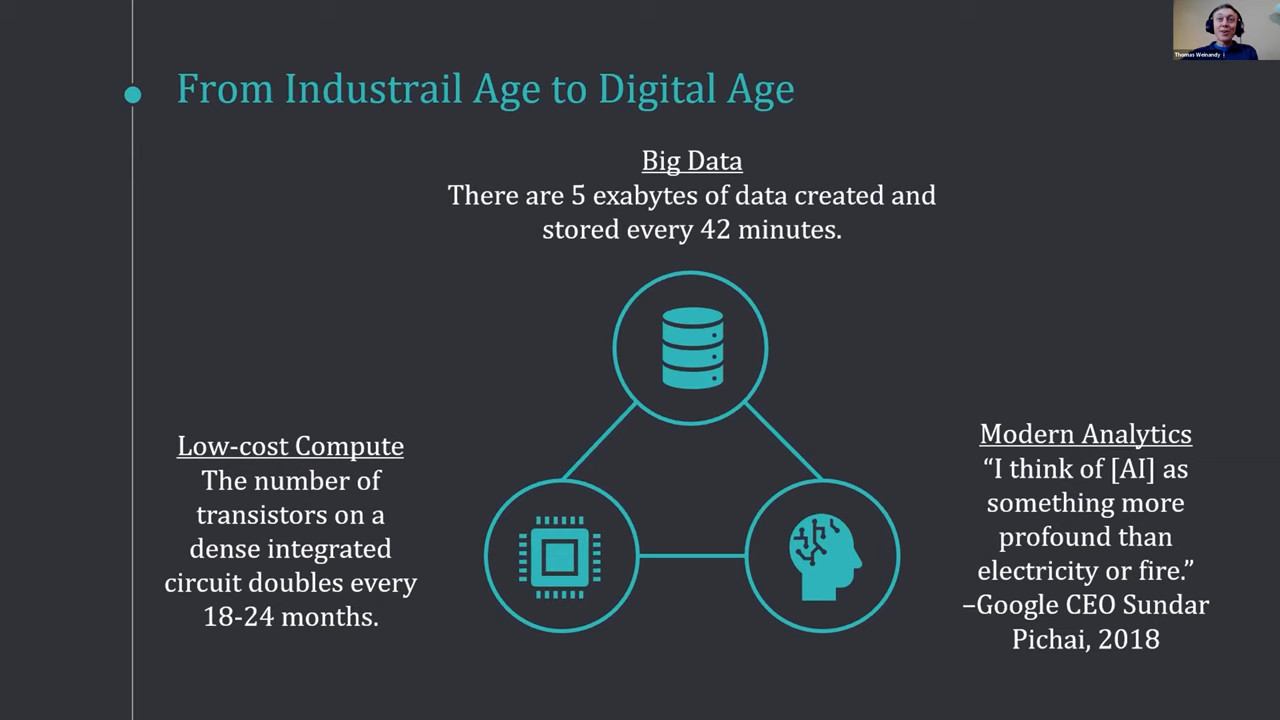 From Industrail Age to Digital Age
Thomas Weinandy
Big Data
There are 5 exabytes of data created and
stored every 42 minutes.
Low-cost Compute
The number of
transistors on a
dense integrated
circuit doubles every
18-24 months.
Modern Analytics
“I think of [AI] as
something more
profound than
electricity or fire.”
–Google CEO Sundar
Pichai, 2018